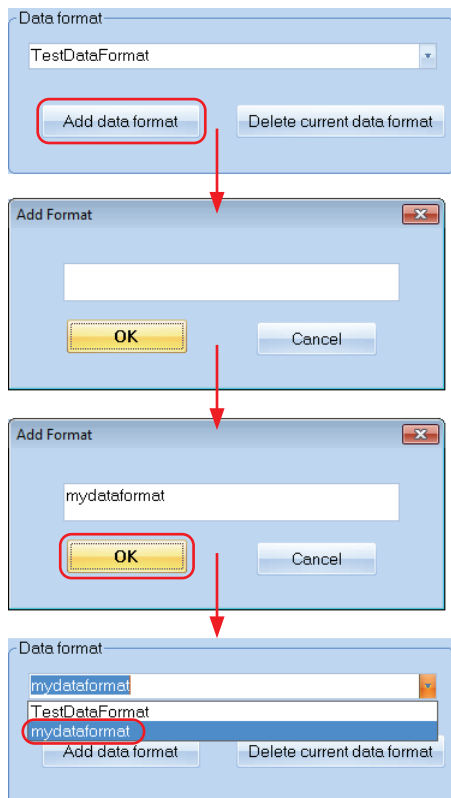 Data format
TestDataFormat
Add data format Delete current data format
Add Format
OK Cancel
Add Format
mydataformat
OK Cancel
Data format
mydataformat
TestDataFormat
mydataformat
Add data format Delete current data format